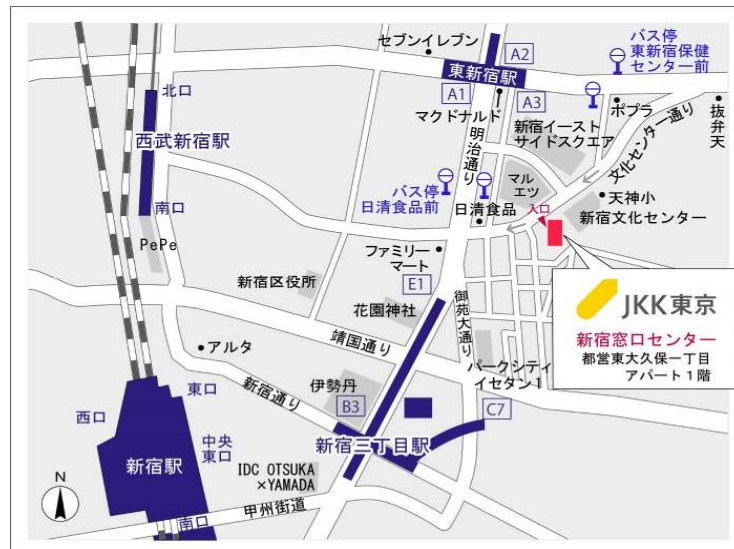 セブンイレブン
A2
バス停
東新宿保健
センター前
東新宿駅
A1
A3
マクドナルド
ポプラ
抜弁天
北口
西武新宿駅
南口
PePe
明治通り
新宿イースト
サイドスクエア
文化センター通り
マル
エツ
バス停
日清食品前
日清食品
入口
天神小
新宿文化センター
ファミリー
マート
E1
新宿区役所
花園神社
御苑大通り
JKK東京
新宿窓口センター
都営東大久保一丁目
アパート1階
靖国通り
アルタ
パークシティ
イセタン1
新宿通り
伊勢丹
B3
C7
東口
西口
中央
東口
新宿駅
新宿三丁目駅
IDC OTSUKA
×YAMADA
N
南口
甲州街道